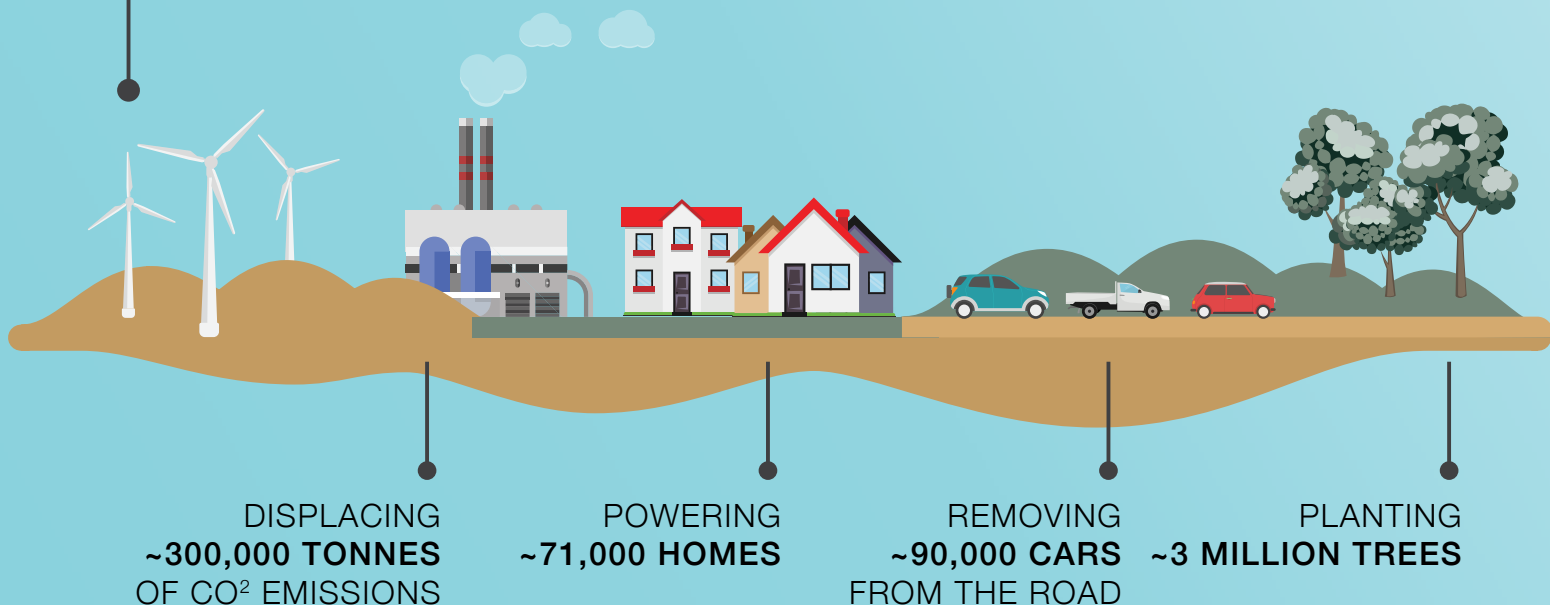 DISPLACING
~300,000 TONNES
OF CO² EMISSIONS
POWERING
~71,000 HOMES
REMOVING
~90,000 CARS
FROM THE ROAD
PLANTING
~3 MILLION TREES